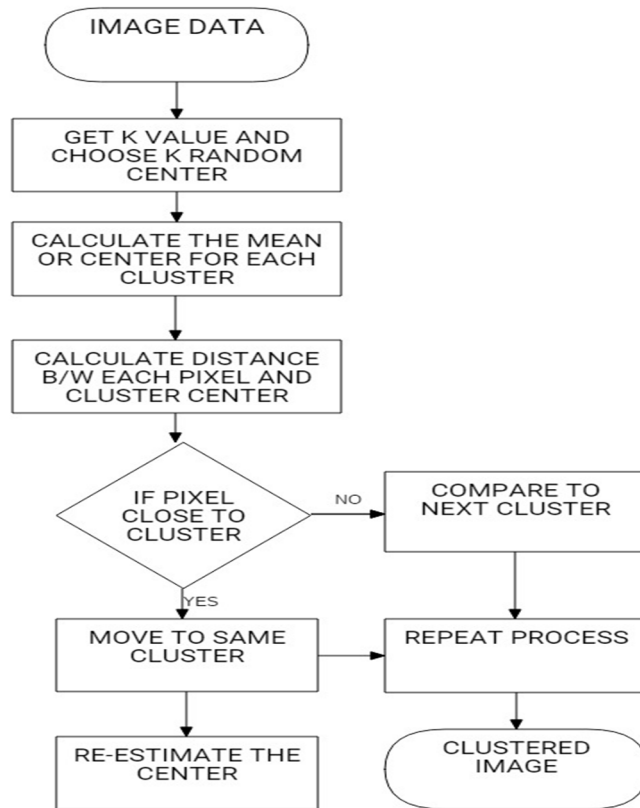 IMAGE DATA
GET K VALUE AND
CHOOSE K RANDOM
CENTER
CALCULATE THE MEAN
OR CENTER FOR EACH
CLUSTER
CALCULATE DISTANCE
B/W EACH PIXEL AND
CLUSTER CENTER
IF PIXEL
CLOSE TO
CLUSTER
NO
COMPARE TO
NEXT CLUSTER
YES
MOVE TO SAME
CLUSTER
REPEAT PROCESS
RE-ESTIMATE THE
CENTER
CLUSTERED
IMAGE